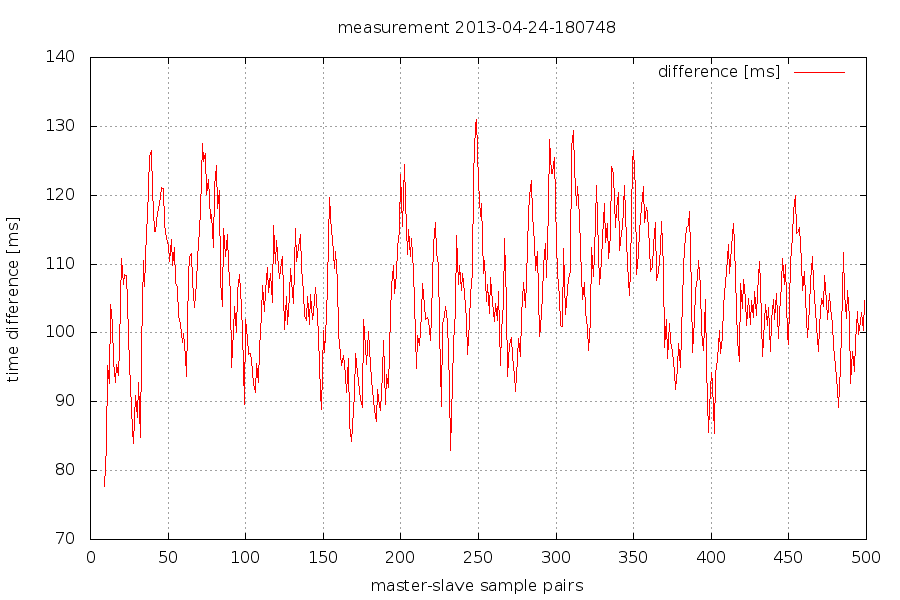 measurement 2013-04-24-180748
difference [ms]
140
130
120
110
100
90
80
70
time difference [ms]
0 50 100 150 200 250 300 350 400 450 500
master-slave sample pairs